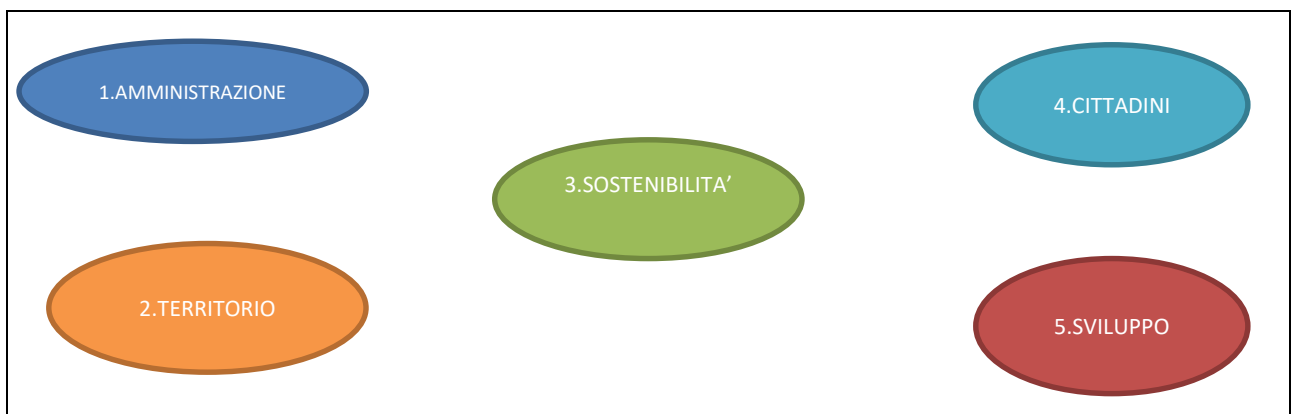 1.AMMINISTRAZIONE
2.TERRITORIO
3.SOSTENIBILITA’
4.CITTADINI
5.SVILUPPO